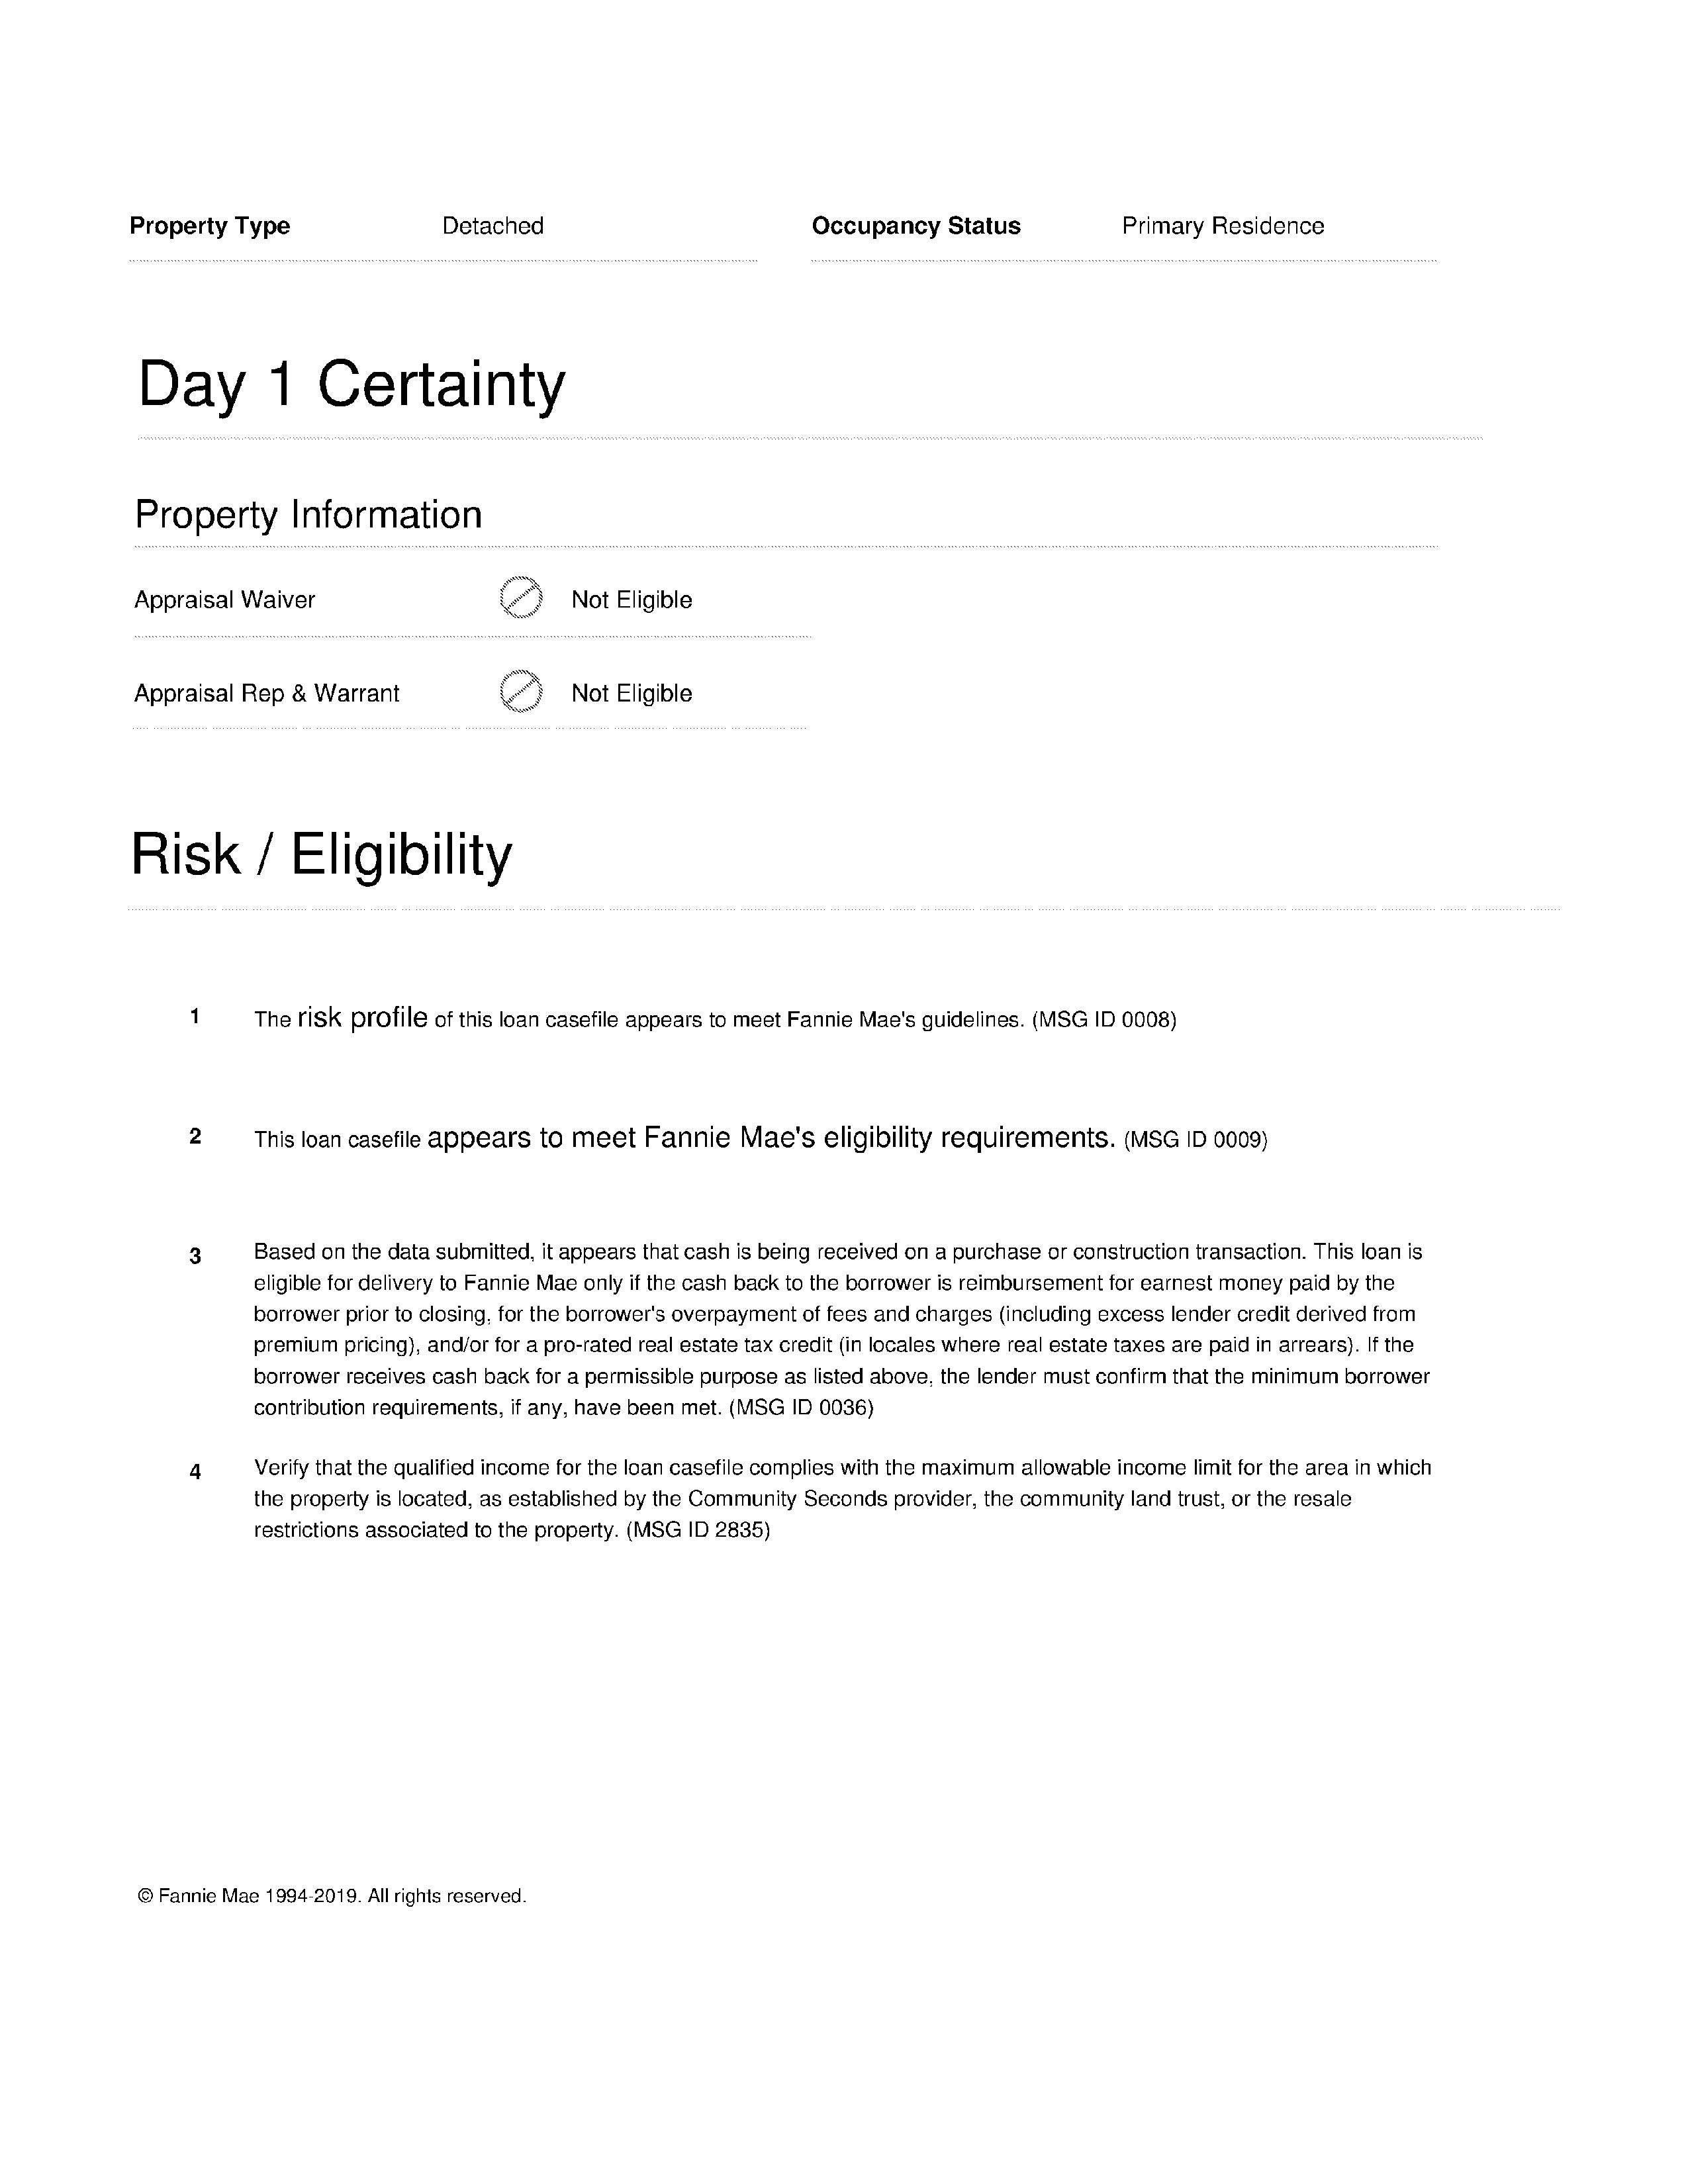 Property Type Detached Occupancy Status Primary Residence
Day 1 Certainty
Property Information
Appraisal Waiver Not Eligible
Appraisal Rep & Warrant Not Eligible
Risk / Eligibility
1 The risk profile of this loan casefile appears to meet Fannie Mae's guidelines. (MSG ID 0008)
2 This loan casefile appears to meet Fannie Mae's eligibility requirements. (MSG ID 0009)
3 Based on the data submitted, it appears that cash is being received on a purchase or construction transaction. This loan is
eligible for delivery to Fannie Mae only if the cash back to the borrower is reimbursement for earnest money paid by the
borrower prior to closing, for the borrower's overpayment of fees and charges (including excess lender credit derived from
premium pricing), and/or for a pro-rated real estate tax credit (in locales where real estate taxes are paid in arrears). If the
borrower receives cash back for a permissible purpose as listed above, the lender must confirm that the minimum borrower
contribution requirements, if any, have been met. (MSG ID 0036)
4 Verify that the qualified income for the loan casefile complies with the maximum allowable income limit for the area in which
the property is located, as established by the Community Seconds provider, the community land trust, or the resale
restrictions associated to the property. (MSG ID 2835)
© Fannie Mae 1994-2019. All rights reserved.